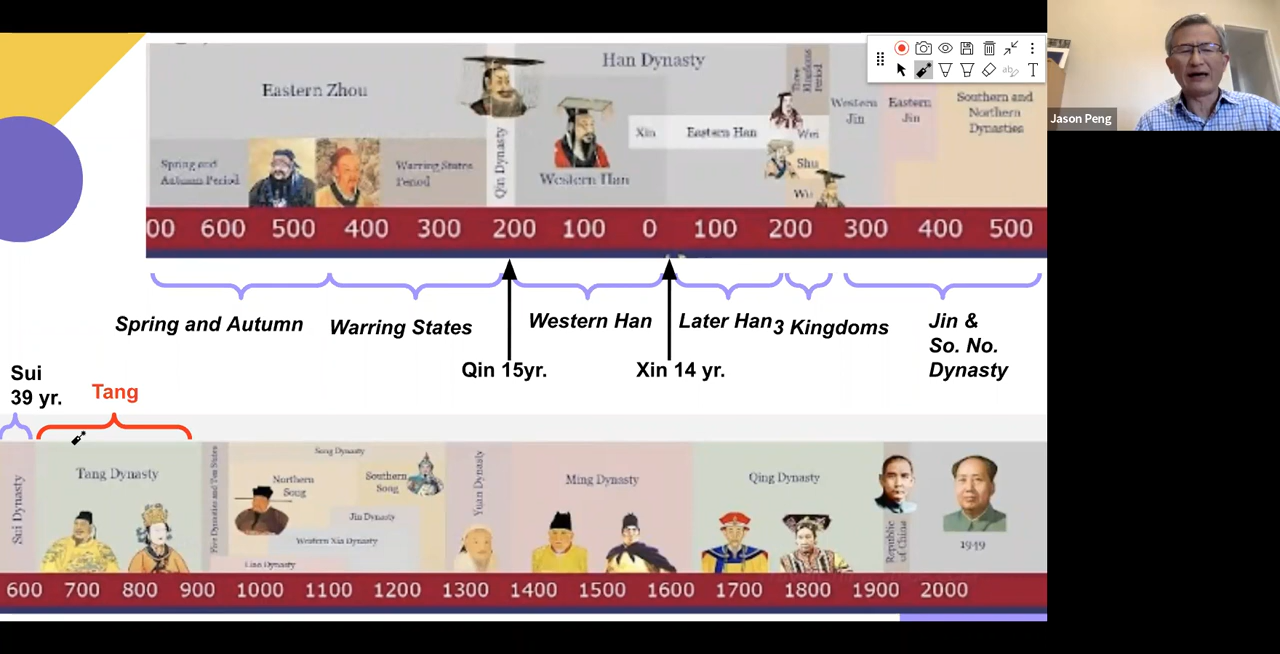 Han Dynasty
Eastern Zhou
Three Kingdoms Period
Western Jin
Eastern Jin
Southern and Northern Dynasties
T
Jason Peng
Spring and Autumn Period
Warring States Period
Qin Dynasty
Xin
Eastern Han
Western Han
Wei
Shu
Wu
00 600 500 400 300 200 100 0 100 200 300 400 500
Spring and Autumn
Warring States
Western Han
Later Han
3 Kingdoms
Jin &
So. No.
Dynasty
Qin 15yr.
Xin 14 yr.
Sui
39 yr.
Tang
Sui Dynasty
Tang Dynasty
Five Dynasties and Ten States
Song Dynasty
Northern Song
Southern Song
Jin Dynasty
Western Xia Dynasty
Liao Dynasty
Yuan Dynasty
Ming Dynasty
Qing Dynasty
Republic of China
1949
600 700 800 900 1000 1100 1200 1300 1400 1500 1600 1700 1800 1900 2000